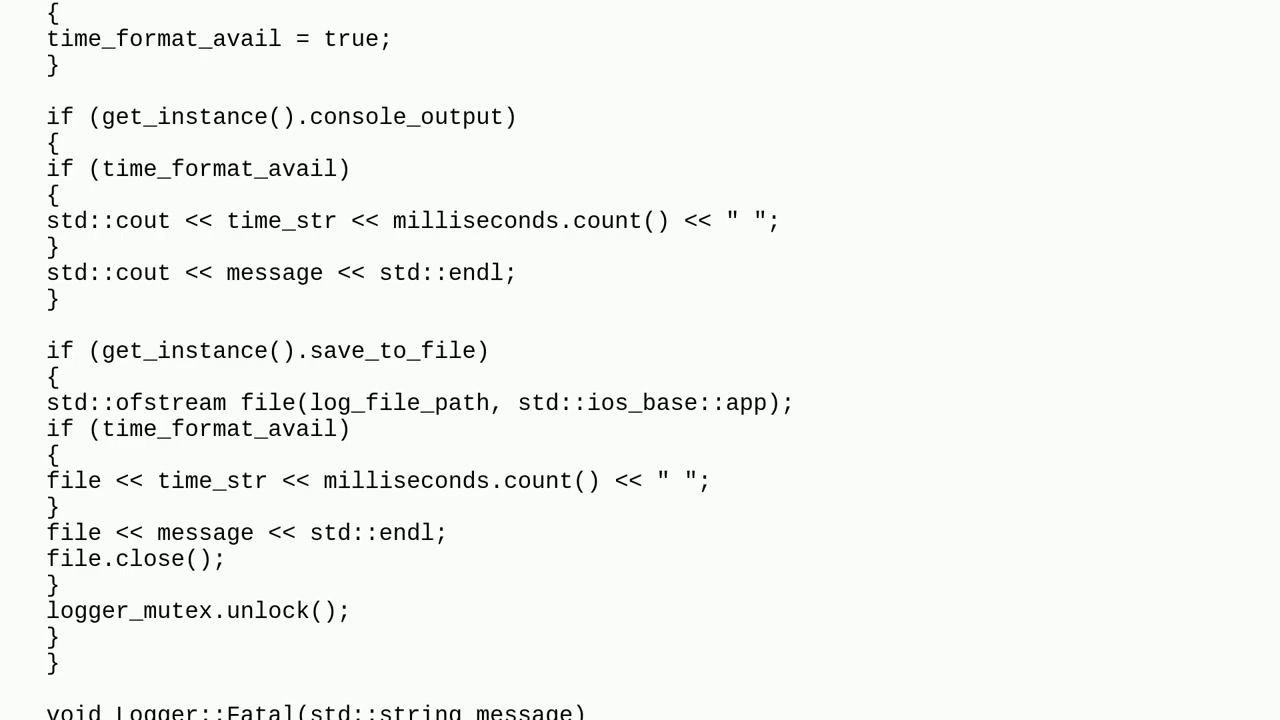 {
time_format_avail = true;
}

if (get_instance().console_output)
{
if (time_format_avail)
{
std::cout << time_str << milliseconds.count() << " ";
}
std::cout << message << std::endl;
}

if (get_instance().save_to_file)
{
std::ofstream file(log_file_path, std::ios_base::app);
if (time_format_avail)
{
file << time_str << milliseconds.count() << " ";
}
file << message << std::endl;
file.close();
}
logger_mutex.unlock();
}
}

void Logger::Fatal(std::string message)